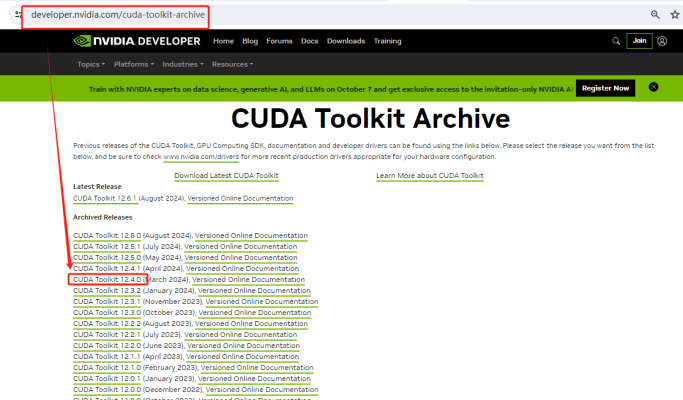 developer.nvidia.com/cuda-toolkit-archive
NVIDIA. DEVELOPER Home Blog Forums Docs Downloads Training Join
Topics Platforms Industries Resources
Train with NVIDIA experts on data science, generative AI, and LLMs on October 7 and get exclusive access to the invitation-only NVIDIA Register Now
CUDA Toolkit Archive
Previous releases of the CUDA Toolkit, GPU Computing SDK, documentation and developer drivers can be found using the links below. Please select the release you want from the list
below, and be sure to check www.nvidia.com/drivers for more recent production drivers appropriate for your hardware configuration.
Download Latest CUDA Toolkit Learn More about CUDA Toolkit
Latest Release
CUDA Toolkit 12.6.1 (August 2024), Versioned Online Documentation
Archived Releases
CUDA Toolkit 12.6.0 (August 2024), Versioned Online Documentation
CUDA Toolkit 12.5.1 (July 2024), Versioned Online Documentation
CUDA Toolkit 12.5.0 (May 2024), Versioned Online Documentation
CUDA Toolkit 12.4.1 (April 2024), Versioned Online Documentation
CUDA Toolkit 12.4.0 (March 2024), Versioned Online Documentation
CUDA Toolkit 12.3.2 (January 2024), Versioned Online Documentation
CUDA Toolkit 12.3.1 (November 2023), Versioned Online Documentation
CUDA Toolkit 12.3.0 (October 2023), Versioned Online Documentation
CUDA Toolkit 12.2.2 (August 2023), Versioned Online Documentation
CUDA Toolkit 12.2.1 (July 2023), Versioned Online Documentation
CUDA Toolkit 12.2.0 (June 2023), Versioned Online Documentation
CUDA Toolkit 12.1.1 (April 2023), Versioned Online Documentation
CUDA Toolkit 12.1.0 (February 2023), Versioned Online Documentation
CUDA Toolkit 12.0.1 (January 2023), Versioned Online Documentation
CUDA Toolkit 12.0.0 (December 2022), Versioned Online Documentation